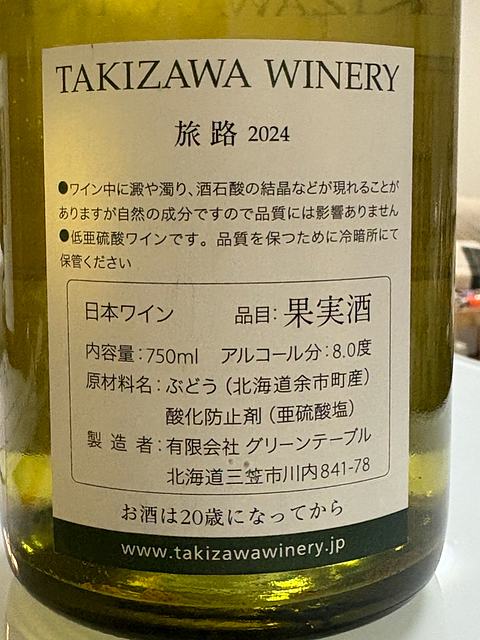 TAKIZAWA WINERY
旅路 2024
●ワイン中に澱や濁り、酒石酸の結晶などが現れることが
ありますが自然の成分ですので品質には影響ありません
●低亜硫酸ワインです。品質を保つために冷暗所にて
保管ください
日本ワイン 品目:果実酒
内容量:750ml アルコール分:8.0度
原材料名:ぶどう(北海道余市町産)
酸化防止剤(亜硫酸塩)
製造者:有限会社 グリーンテーブル
北海道三笠市川内841-78
お酒は20歳になってから
www.takizawawinery.jp